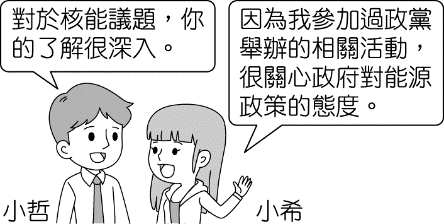 對於核能議題，你
的了解很深入。
因為我參加過政黨
舉辦的相關活動，
很關心政府對能源
政策的態度。
小哲
小希